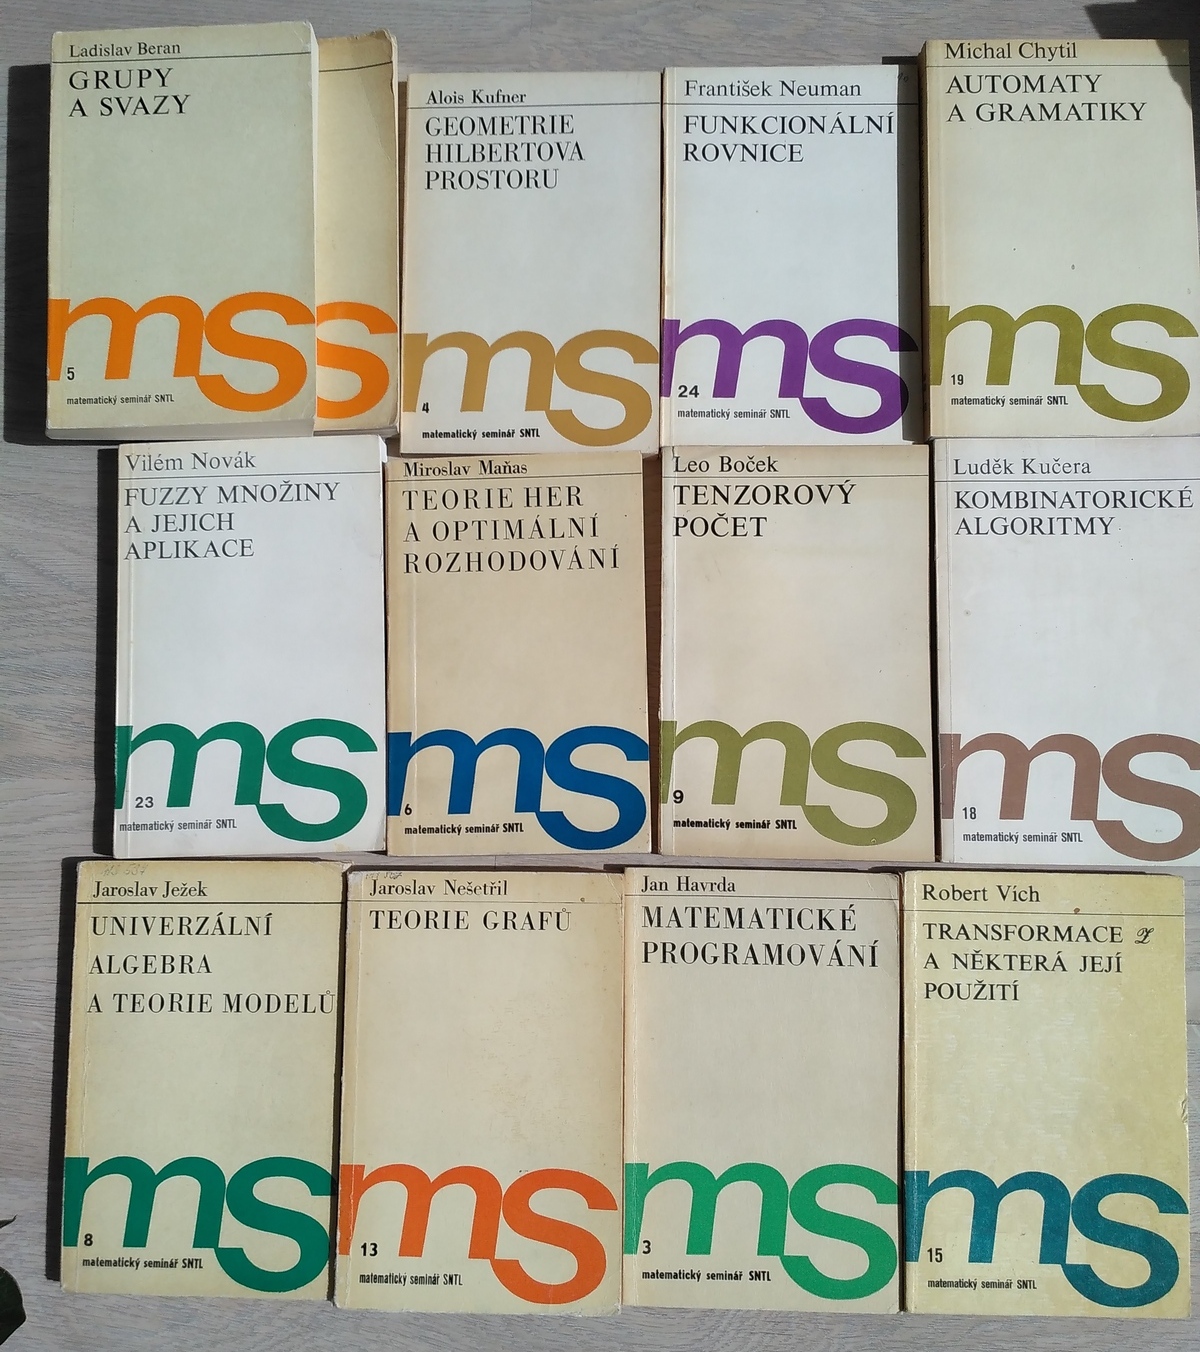 Ladislav Beran
GRUPY
A SVAZY
ms
5
matematický seminář SNTL
s
Alois Kufner
GEOMETRIE
HILBERTOVA
PROSTORU
ms
4
matematický seminář SNTL
František Neuman
FUNKCIONÁLNÍ
ROVNICE
ms
24
matematický seminář SNTL
Michal Chytil
AUTOMATY
A GRAMATIKY
ms
19
matematický seminář SNTL
Vilém Novák
FUZZY MNOŽINY
A JEJICH
APLIKACE
ms
23
matematický seminář SNTL
Miroslav Maňas
TEORIE HER
A OPTIMÁLNÍ
ROZHODOVÁNÍ
ms
6
matematický seminář SNTL
Leo Boček
TENZOROVÝ
POČET
ms
9
matematický seminář SNTL
Luděk Kučera
KOMBINATORICKÉ
ALGORITMY
ms
18
matematický seminář SNTL
Jaroslav Ježek
UNIVERZÁLNÍ
ALGEBRA
A TEORIE MODELŮ
ms
8
matematický seminář SNTL
Jaroslav Nešetřil
TEORIE GRAFŮ
ms
13
matematický seminář SNTL
Jan Havrda
MATEMATICKÉ
PROGRAMOVÁNÍ
ms
3
matematický seminář SNTL
Robert Vích
TRANSFORMACE Z
A NĚKTERÁ JEJÍ
POUŽITÍ
ms
15
matematický seminář SNTL